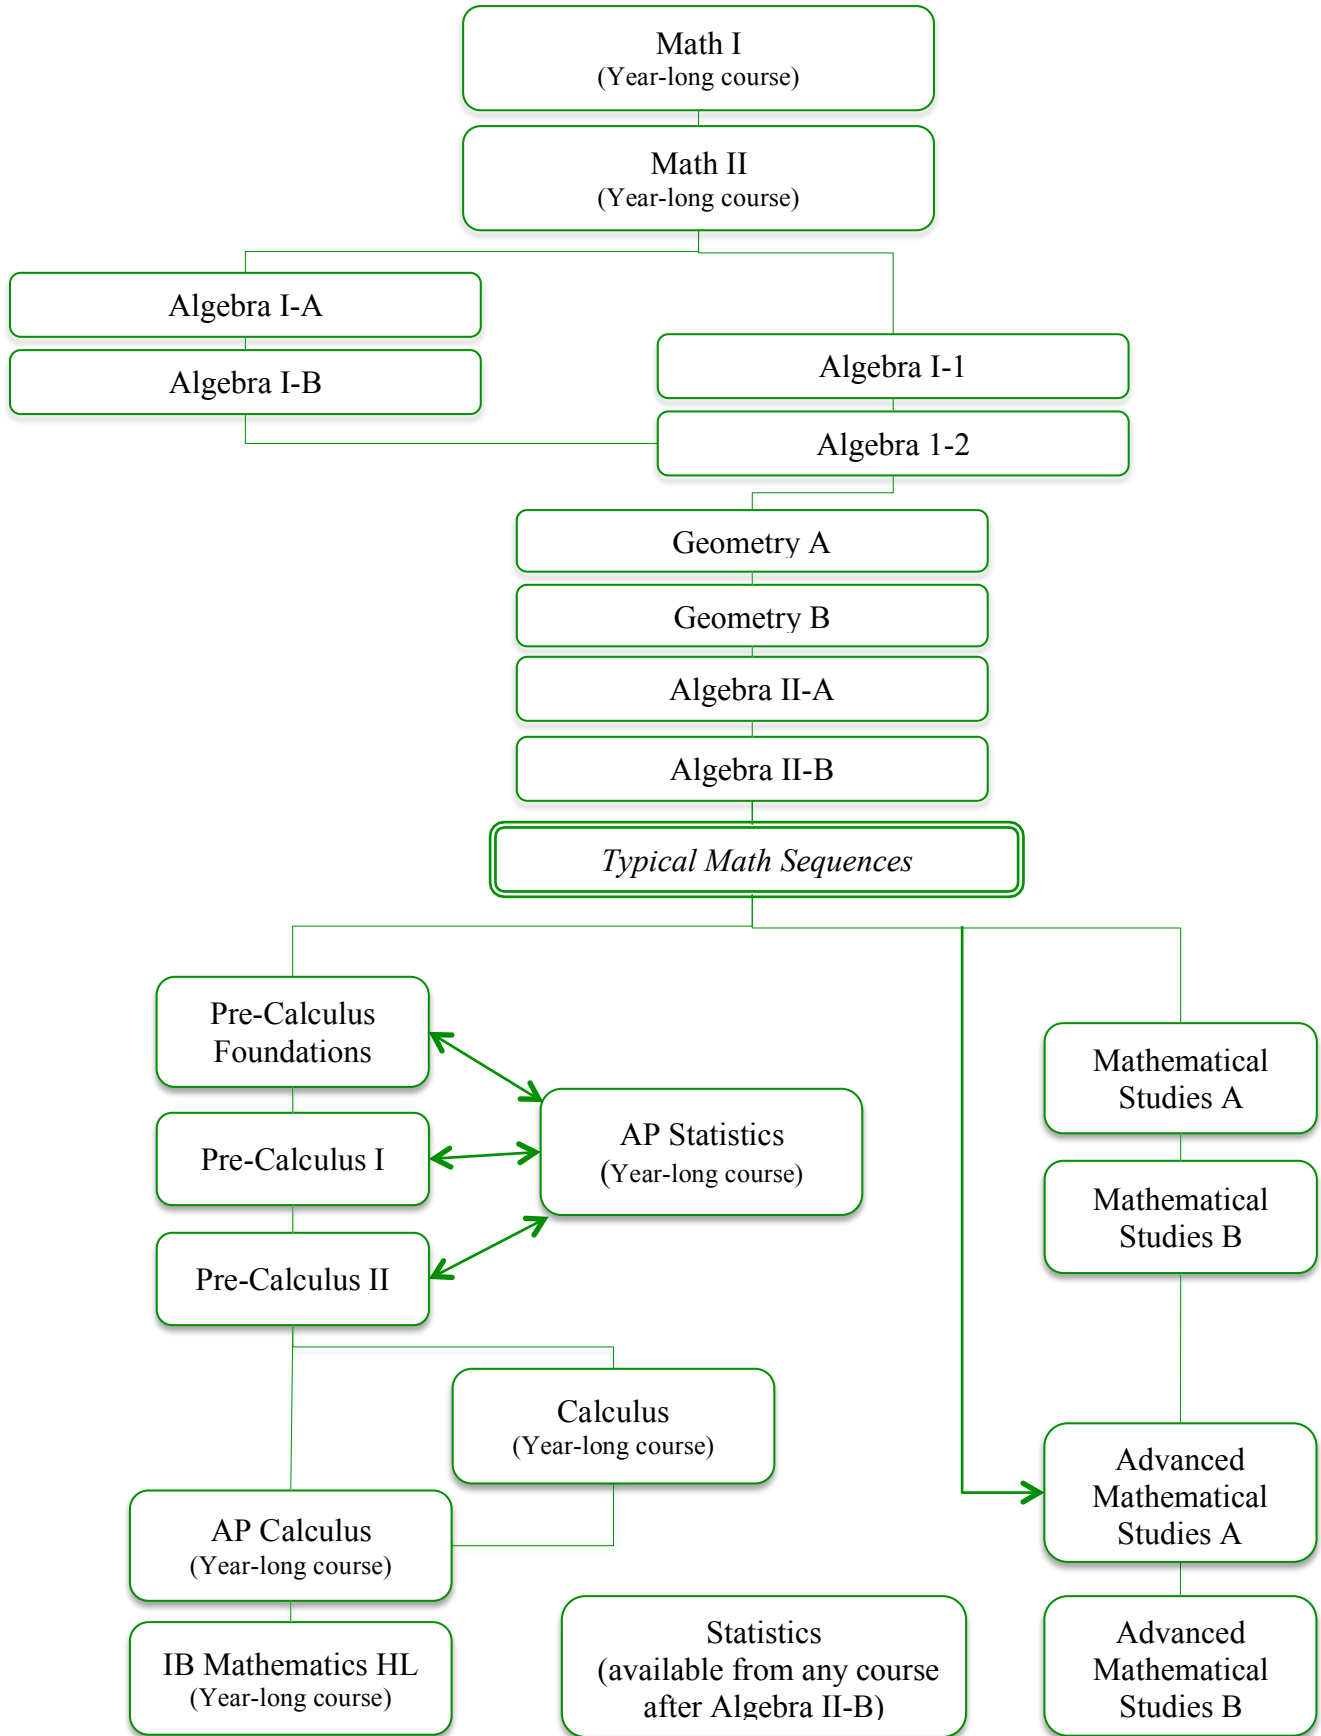 Math I
(Year-long course)
Math II
(Year-long course)
Algebra I-A
Algebra I-B
Algebra I-1
Algebra 1-2
Geometry A
Geometry B
Algebra II-A
Algebra II-B
Typical Math Sequences
Pre-Calculus
Foundations
Pre-Calculus I
Pre-Calculus II
AP Statistics
(Year-long course)
Mathematical
Studies A
Mathematical
Studies B
Calculus
(Year-long course)
AP Calculus
(Year-long course)
IB Mathematics HL
(Year-long course)
Statistics
(available from any course
after Algebra II-B)
Advanced
Mathematical
Studies A
Advanced
Mathematical
Studies B